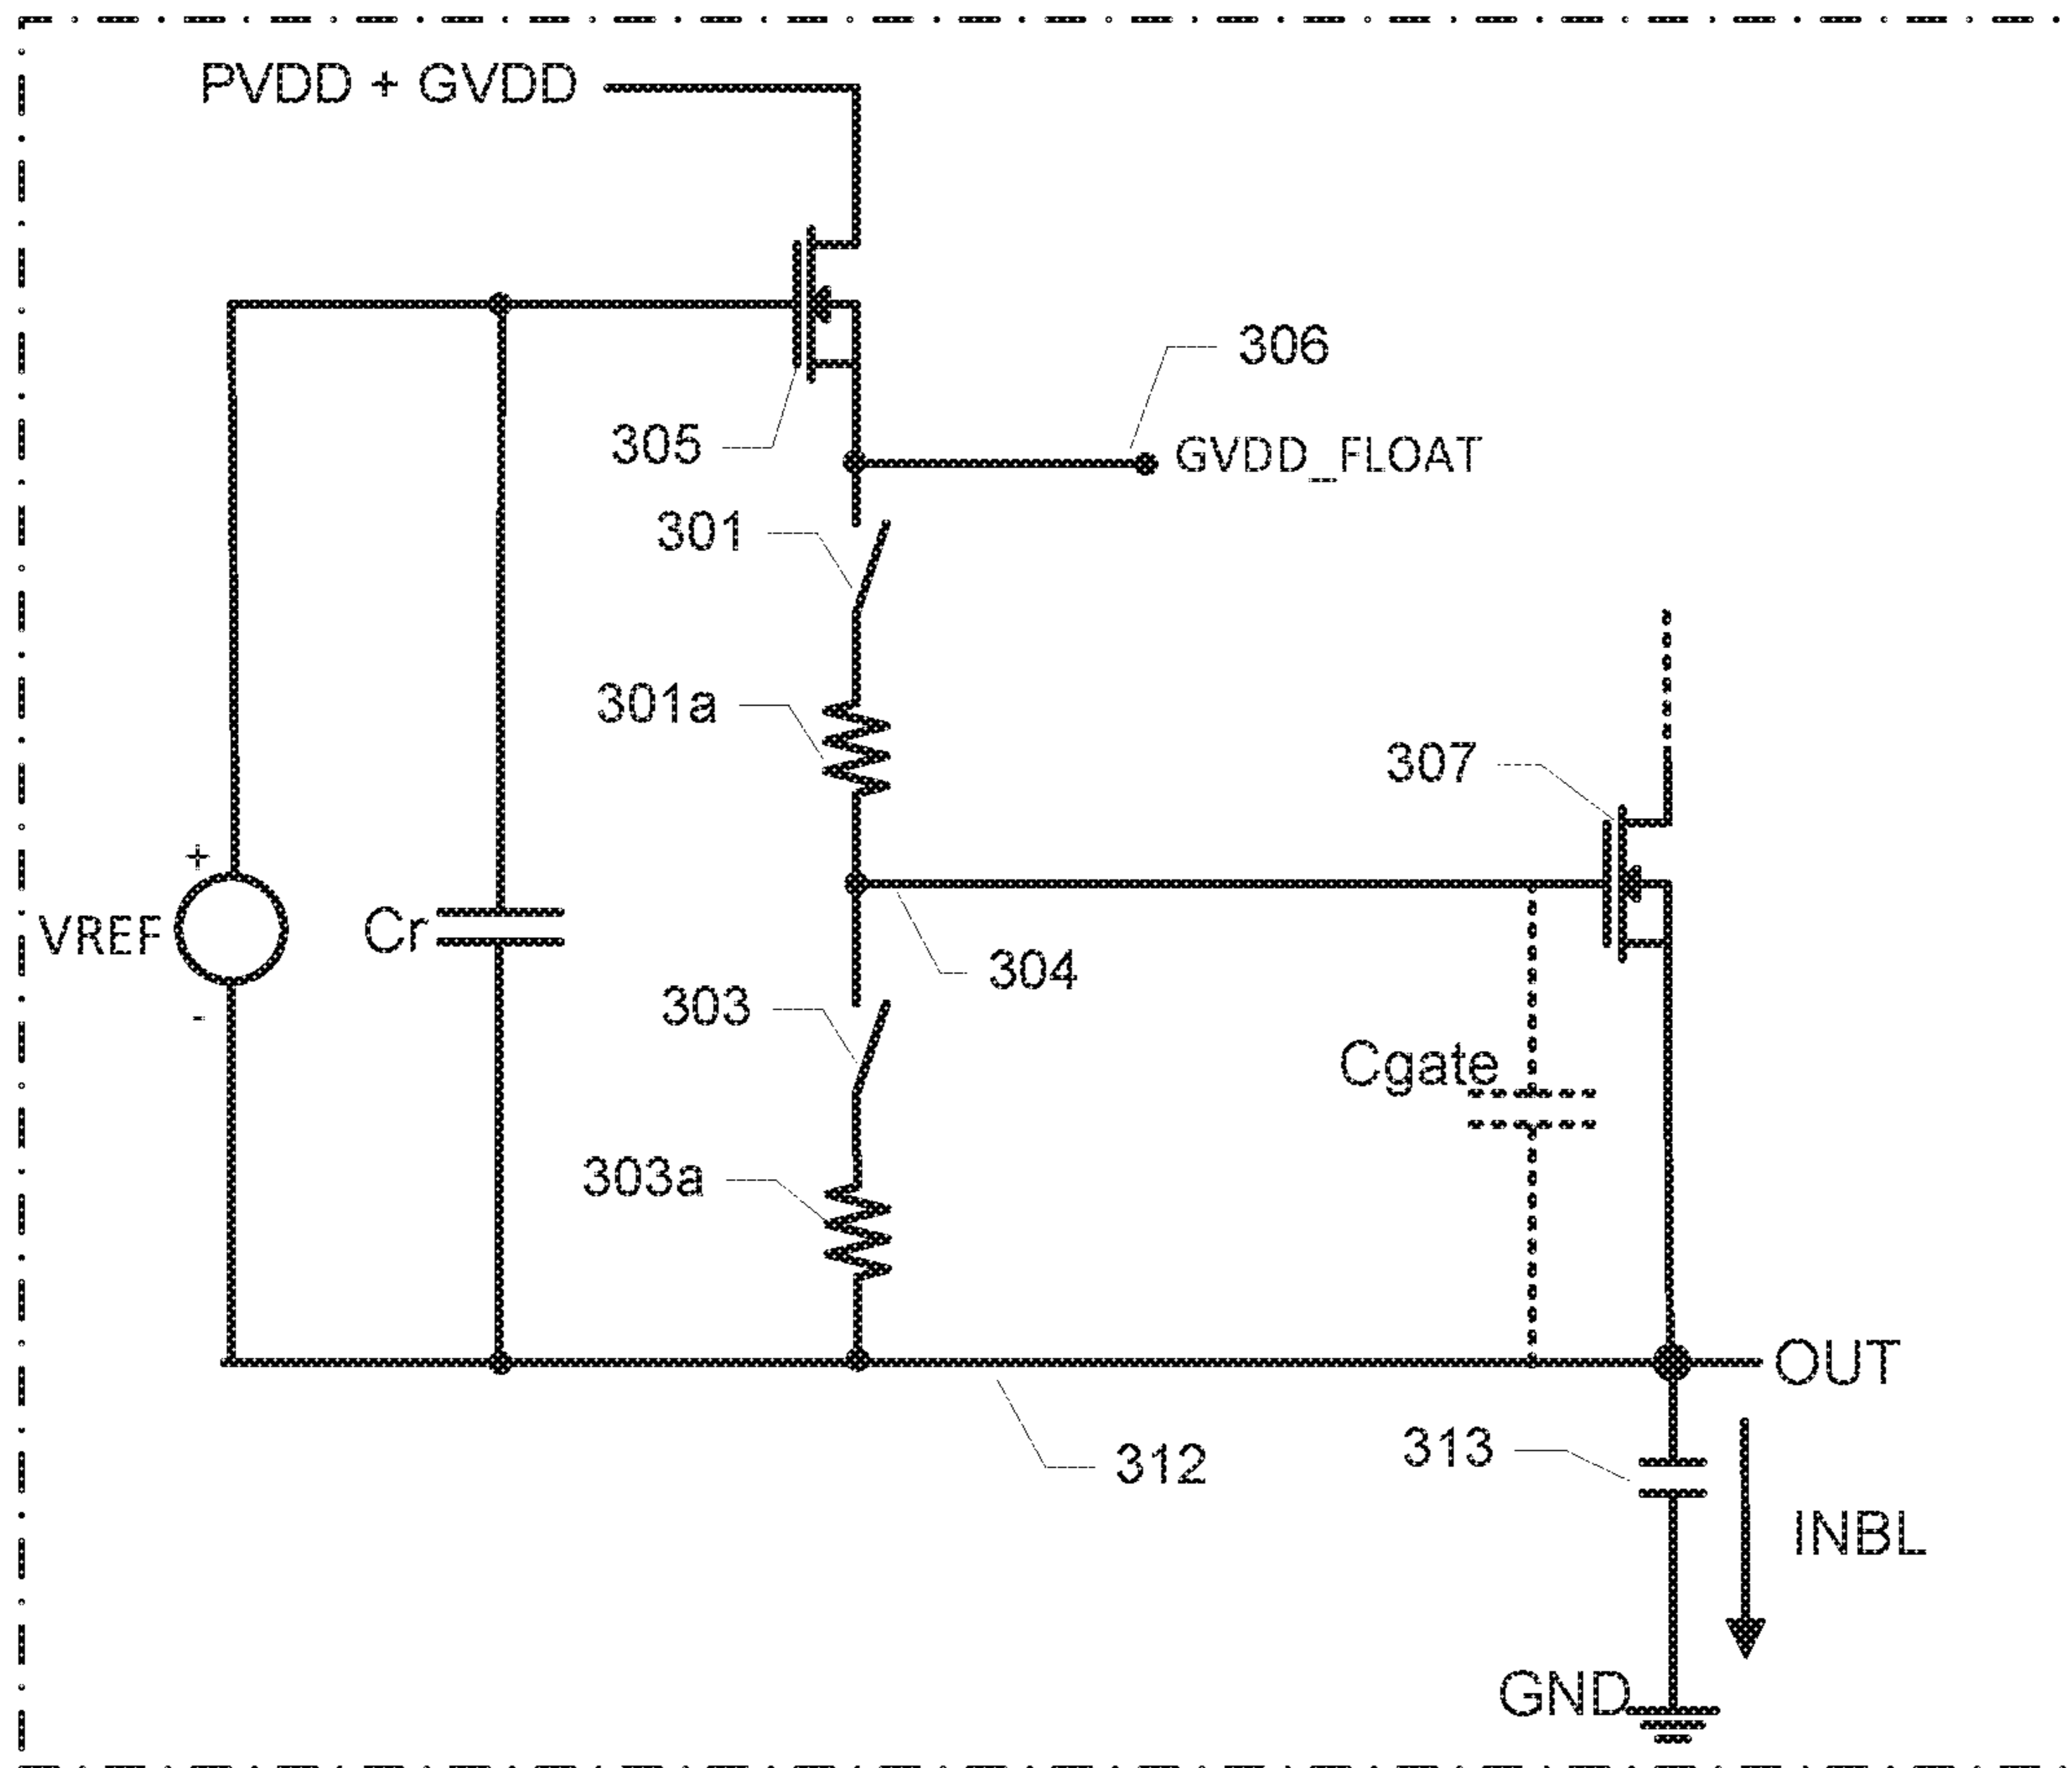 PVDD + GVDD
306
305
GVDD_FLOAT
301
301a
307
+
VREF
Cr
304
303
-
Cgate
303a
OUT
313
312
INBL
GND